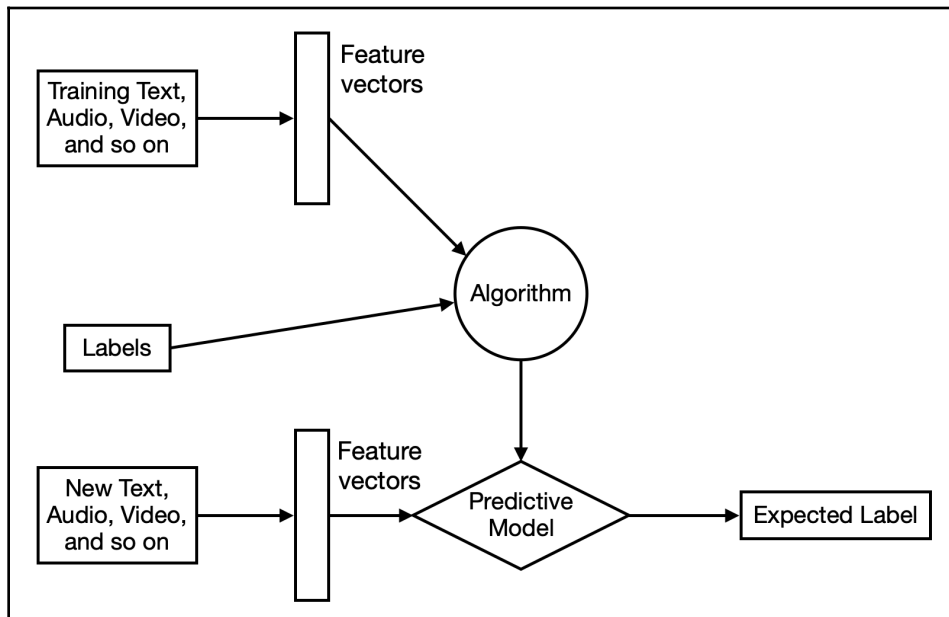 Training Text,
Audio, Video,
and so on
Feature
vectors
Algorithm
Labels
New Text,
Audio, Video,
and so on
Feature
vectors
Predictive
Model
Expected Label